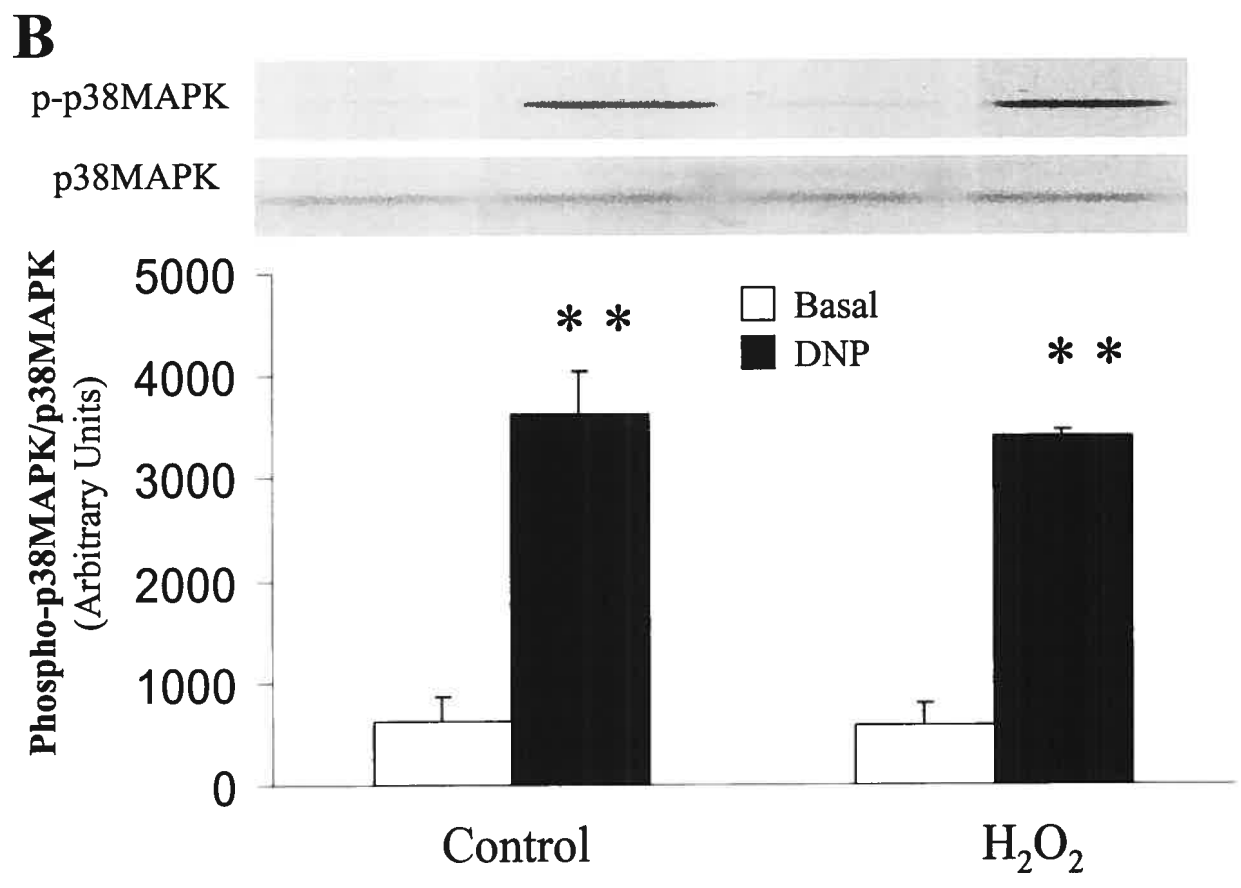 B
p-p38MAPK
p38MAPK
Phospho-p38MAPK/p38MAPK
(Arbitrary Units)
5000
4000
3000
2000
1000
0
Basal
DNP
* *
* *
Control
H₂O₂